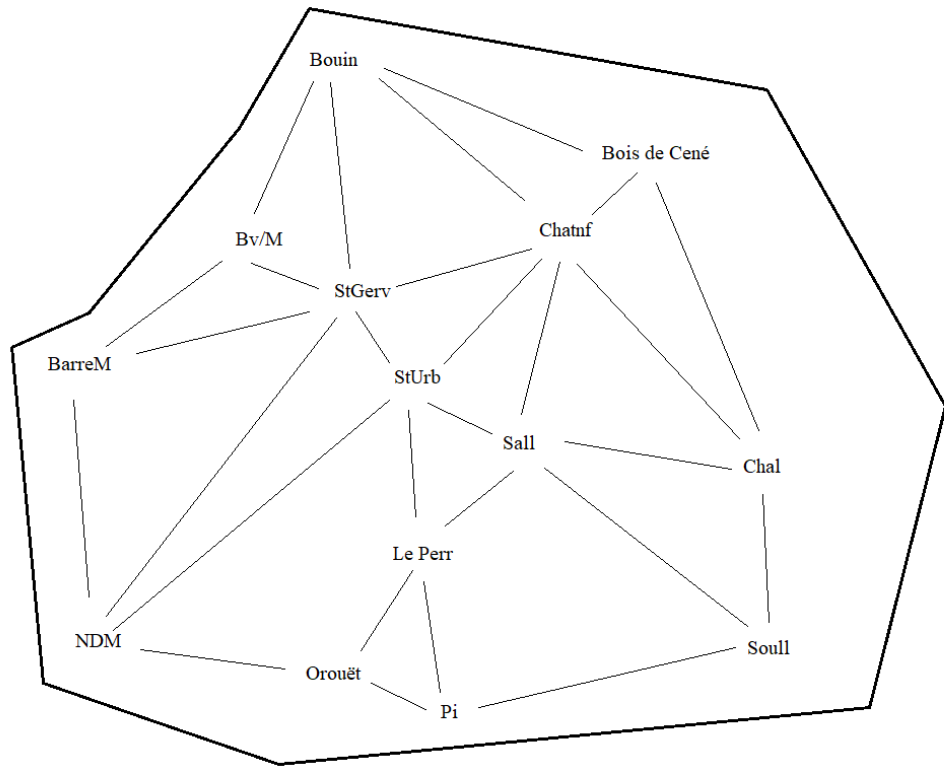 Bouin
Bois de Cené
Chatnf
Bv/M
StGerv
BarreM
StUrb
Sall
Chal
Le Perr
NDM
Soull
Orouët
Pi